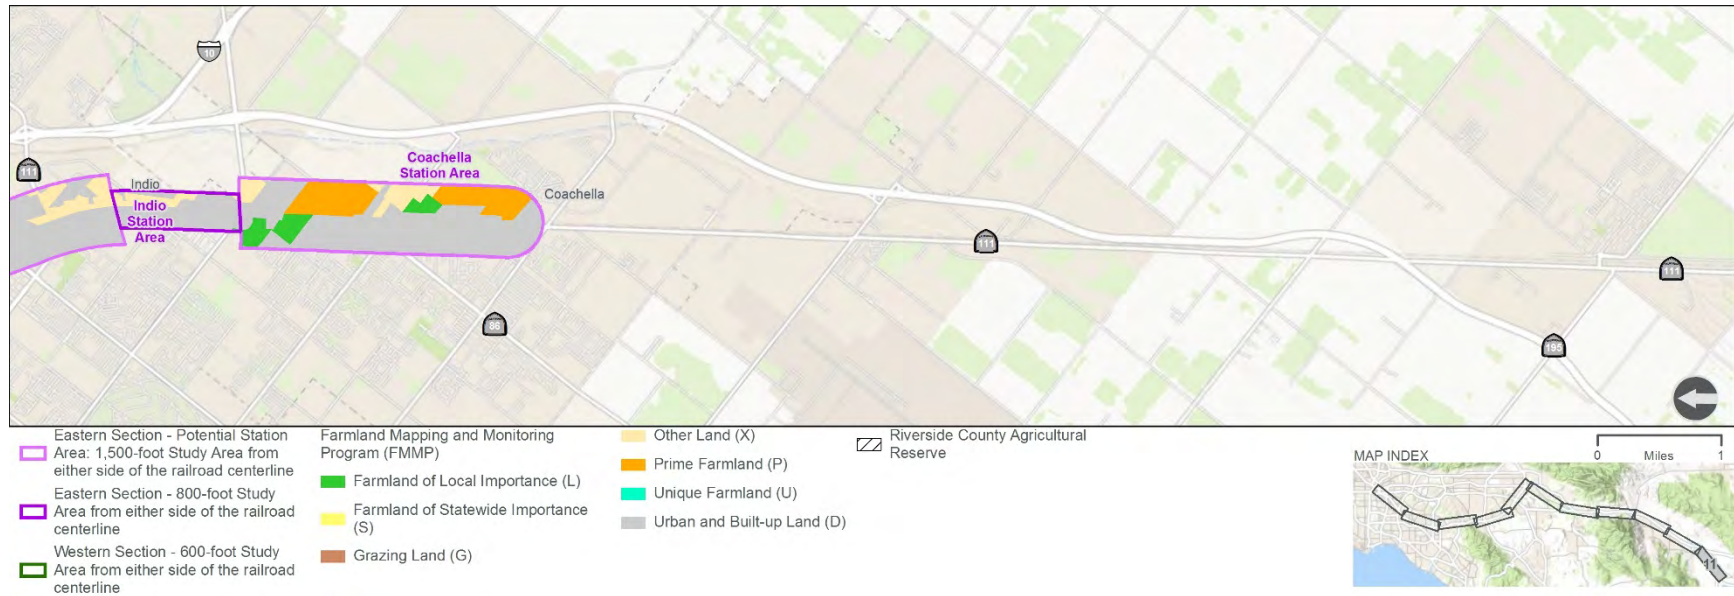 10
111
Coachella
Station Area
Indio
Indio
Station
Area
Coachella
111
111
86
195
Eastern Section - Potential Station
Area: 1,500-foot Study Area from
either side of the railroad centerline
Eastern Section - 800-foot Study
Area from either side of the railroad
centerline
Western Section - 600-foot Study
Area from either side of the railroad
centerline
Farmland Mapping and Monitoring
Program (FMMP)
Farmland of Local Importance (L)
Farmland of Statewide Importance
(S)
Grazing Land (G)
Other Land (X)
Prime Farmland (P)
Unique Farmland (U)
Urban and Built-up Land (D)
Riverside County Agricultural
Reserve
MAP INDEX
0 Miles 1
11